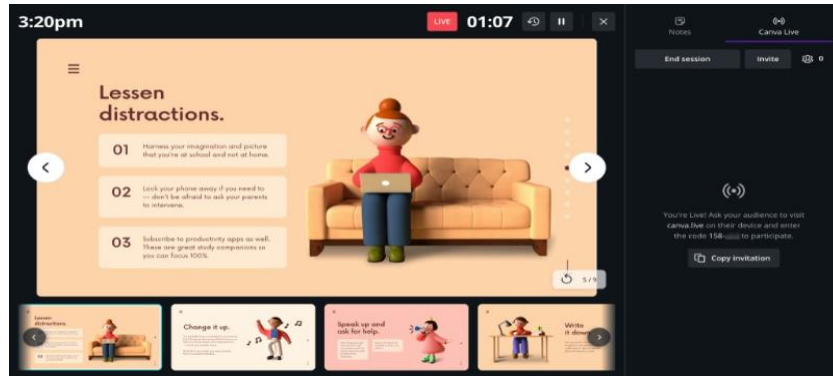 3:20pm
LIVE 01:07
Notes
Canva Live
End session
Invite
0
Lessen
distractions.
01
Harness your imagination and picture
that you're at school and not at home.
02
Lock your phone away if you need to
— don't be afraid to ask your parents
to intervene.
03
Subscribe to productivity apps as well.
These are great study companions so
you can focus 100%.
5/9
You're Live! Ask your audience to visit
canva.live on their device and enter
the code 158- to participate.
Copy invitation
Lessen
distractions.
Change it up.
Speak up and
ask for help.
Write
it down